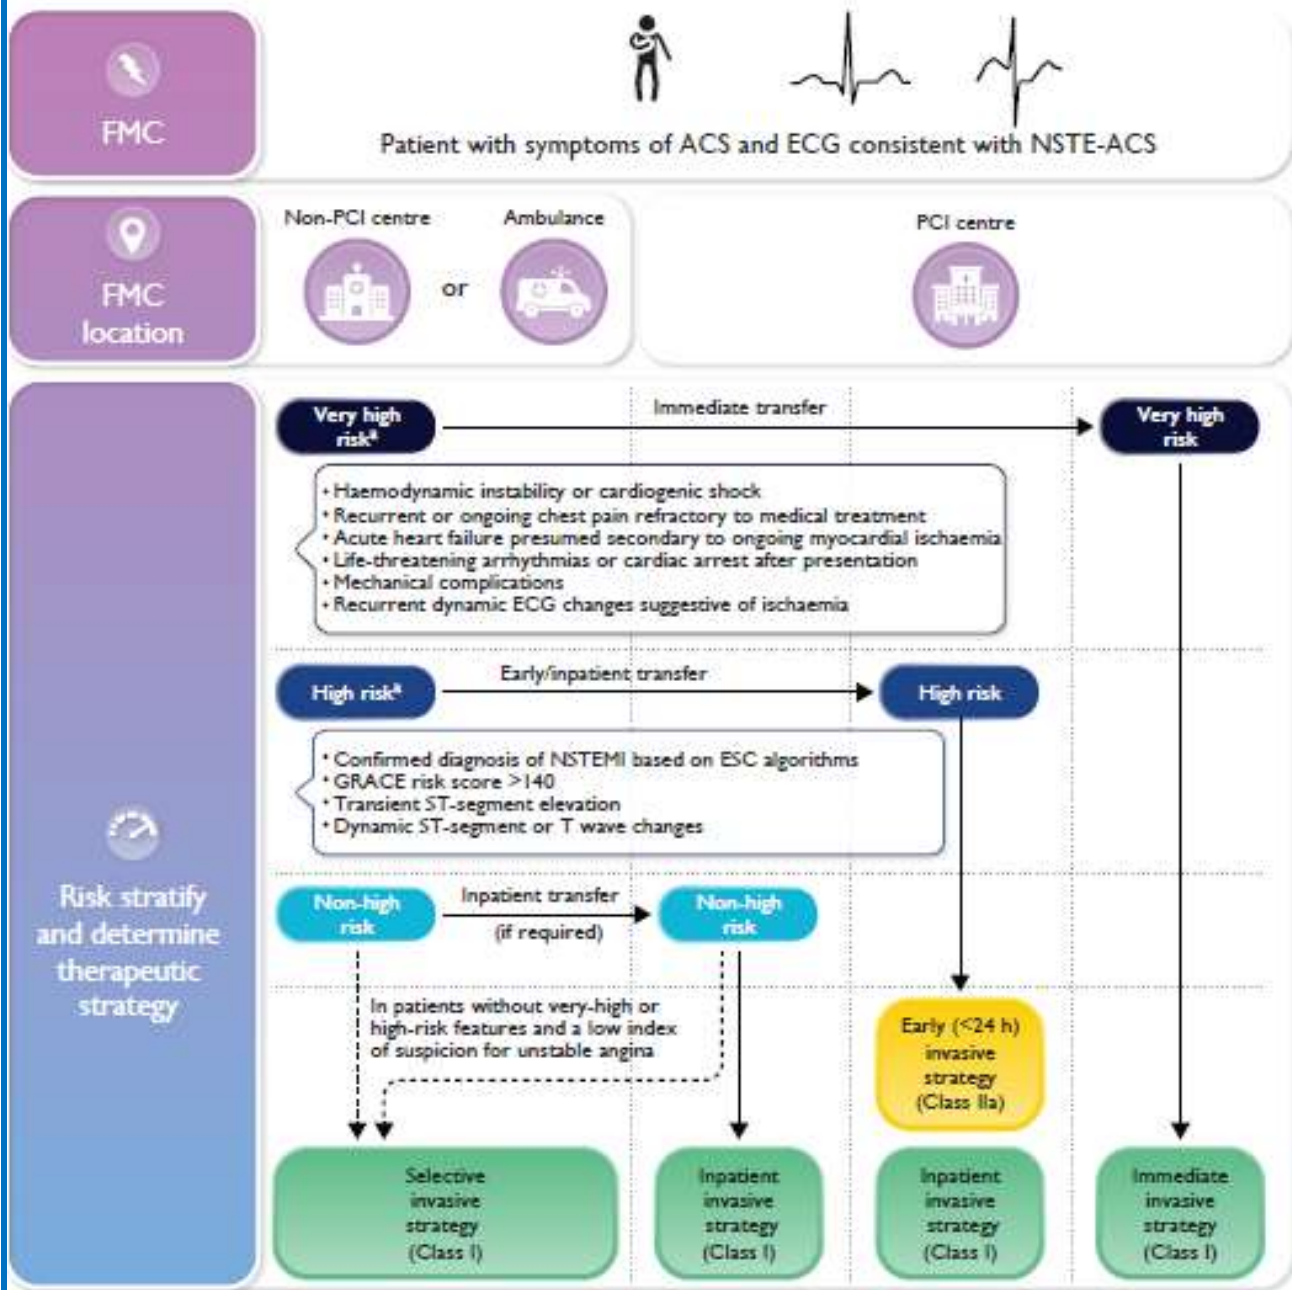 FMC
Patient with symptoms of ACS and ECG consistent with NSTE-ACS
FMC
location
Non-PCI centre
or
Ambulance
PCI centre
Risk stratify
and determine
therapeutic
strategy
Very high
riskª
Immediate transfer
Very high
risk
• Haemodynamic instability or cardiogenic shock
• Recurrent or ongoing chest pain refractory to medical treatment
• Acute heart failure presumed secondary to ongoing myocardial ischaemia
• Life-threatening arrhythmias or cardiac arrest after presentation
• Mechanical complications
• Recurrent dynamic ECG changes suggestive of ischaemia
High riskª
Early/inpatient transfer
High risk
• Confirmed diagnosis of NSTEMI based on ESC algorithms
• GRACE risk score >140
• Transient ST-segment elevation
• Dynamic ST-segment or T wave changes
Non-high
risk
Inpatient transfer
(if required)
Non-high
risk
In patients without very-high or
high-risk features and a low index
of suspicion for unstable angina
Early (<24 h)
invasive
strategy
(Class IIa)
Selective
invasive
strategy
(Class I)
Inpatient
invasive
strategy
(Class I)
Inpatient
invasive
strategy
(Class I)
Immediate
invasive
strategy
(Class I)